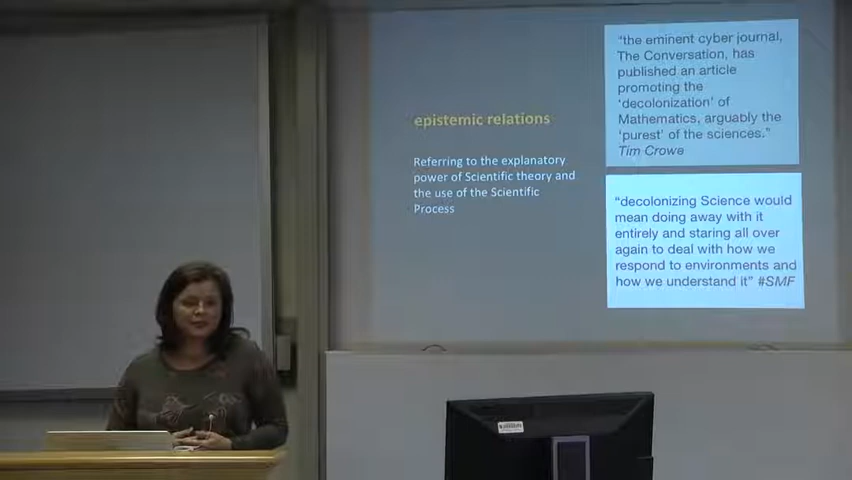 epistemic relations
Referring to the explanatory
power of Scientific theory and
the use of the Scientific
Process
“the eminent cyber journal,
The Conversation, has
published an article
promoting the
‘decolonization’ of
Mathematics, arguably the
‘purest’ of the sciences.”
Tim Crowe
“decolonizing Science would
mean doing away with it
entirely and staring all over
again to deal with how we
respond to environments and
how we understand it” #SMF